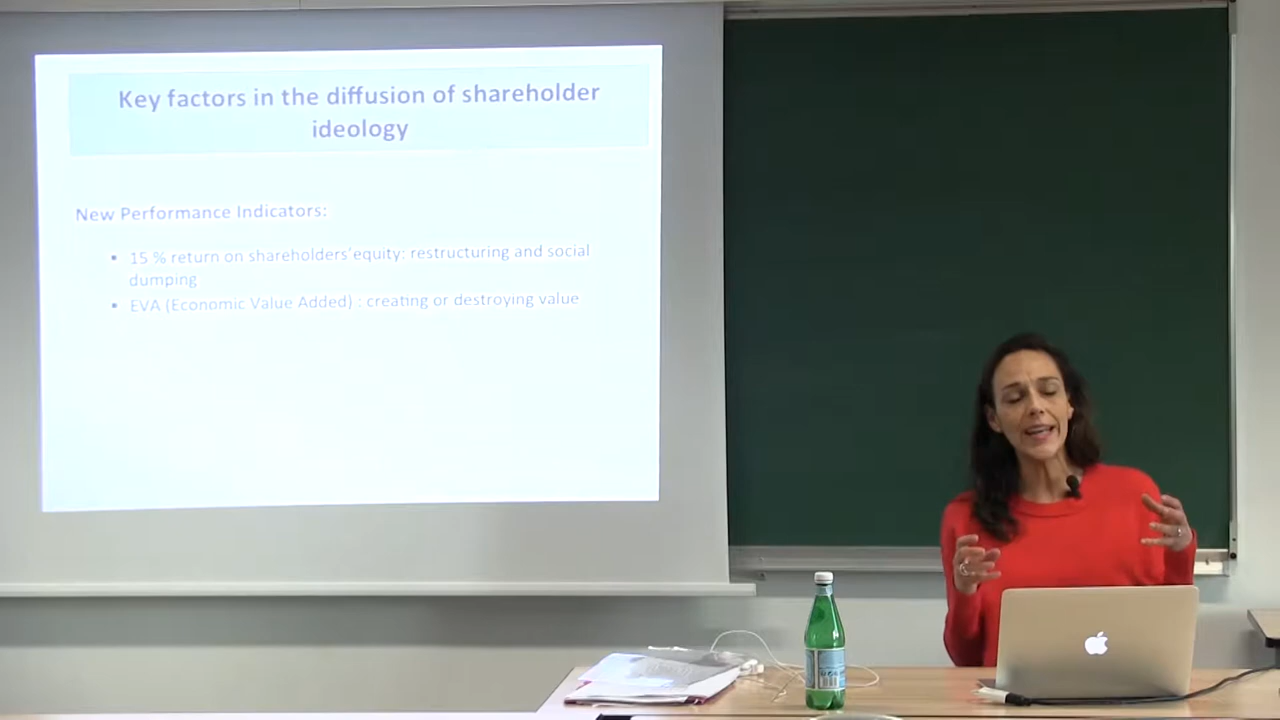 Key factors in the diffusion of shareholder
ideology
New Performance Indicators:
• 15 % return on shareholders'equity: restructuring and social
dumping
• EVA (Economic Value Added) : creating or destroying value